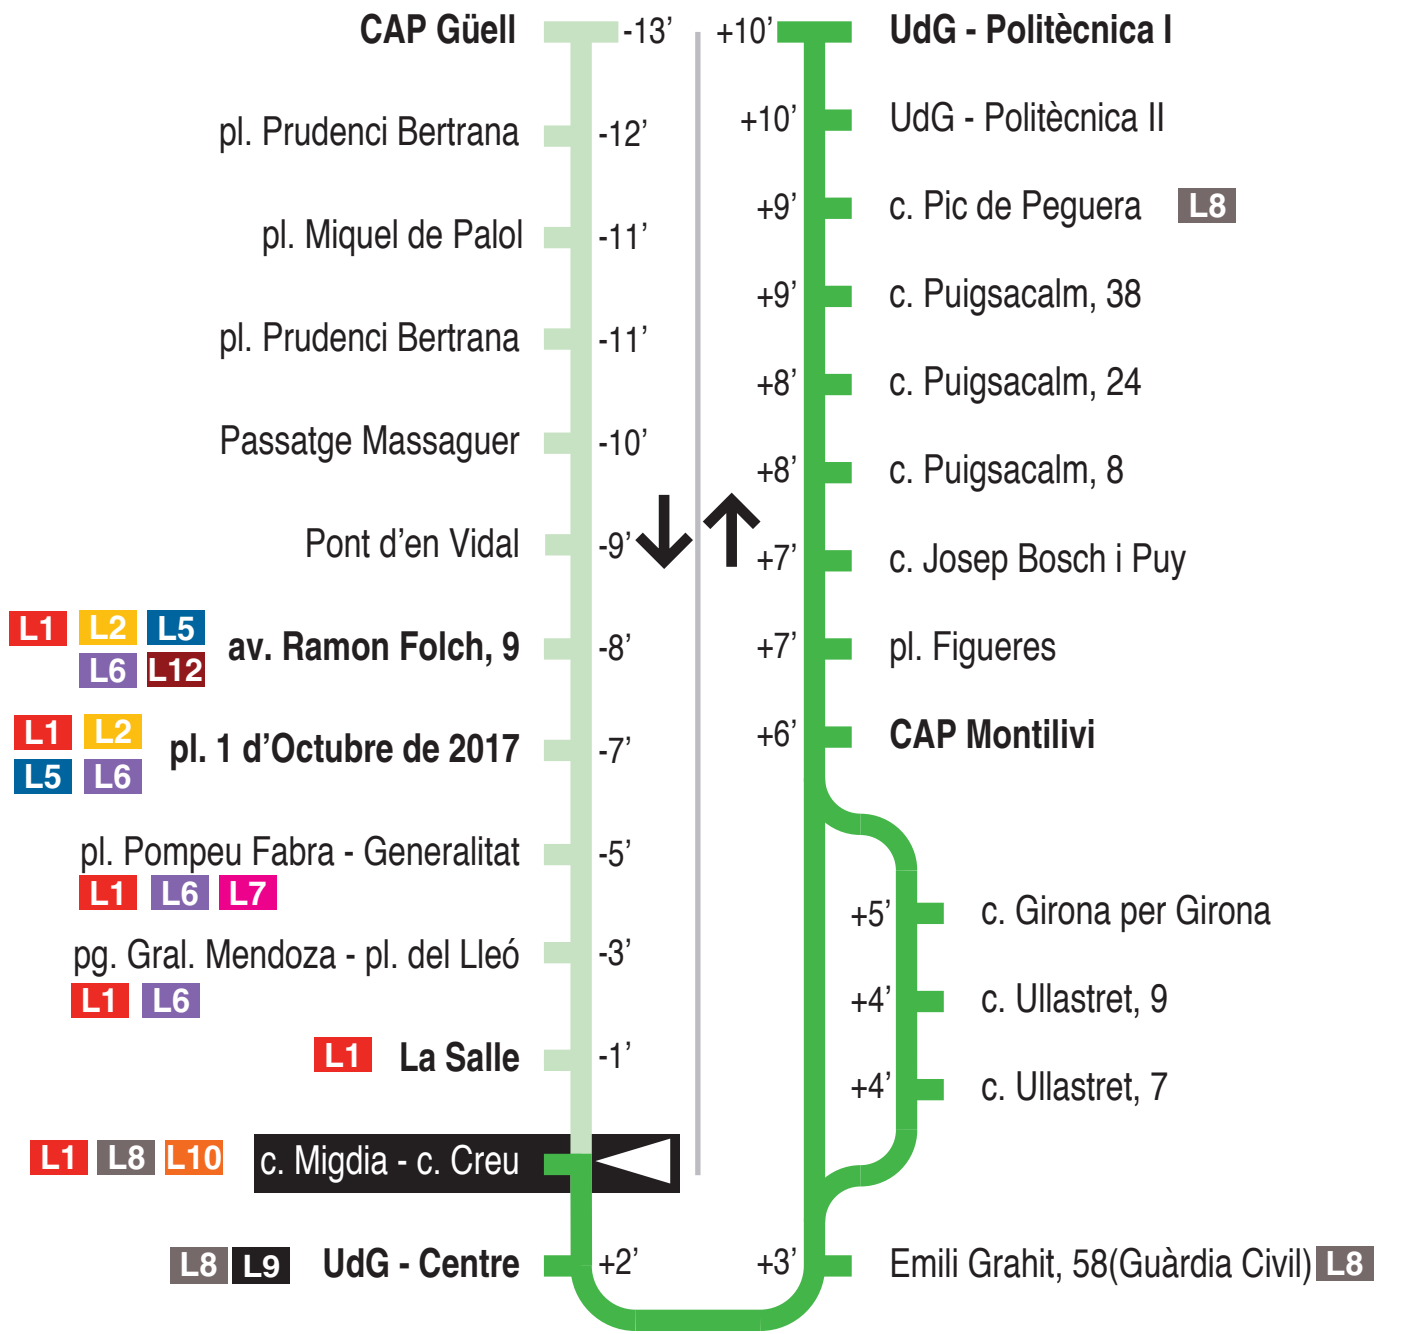 CAP Güell -13’
pl. Prudenci Bertrana -12’
pl. Miquel de Palol -11’
pl. Prudenci Bertrana -11’
Passatge Massaguer -10’
Pont d’en Vidal -9’
L1 L2 L5
av. Ramon Folch, 9 -8’
L6 L12
L1 L2
pl. 1 d’Octubre de 2017 -7’
L5 L6
pl. Pompeu Fabra - Generalitat -5’
L1 L6 L7
pg. Gral. Mendoza - pl. del Lleó -3’
L1 L6
L1 La Salle -1’
L1 L8 L10 c. Migdia - c. Creu
L8 L9 UdG - Centre +2’
+10’ UdG - Politècnica I
+10’ UdG - Politècnica II
+9’ c. Pic de Peguera L8
+9’ c. Puigsacalm, 38
+8’ c. Puigsacalm, 24
+8’ c. Puigsacalm, 8
+7’ c. Josep Bosch i Puy
+7’ pl. Figueres
+6’ CAP Montilivi
+5’ c. Girona per Girona
+4’ c. Ullastret, 9
+4’ c. Ullastret, 7
+3’ Emili Grahit, 58(Guàrdia Civil) L8